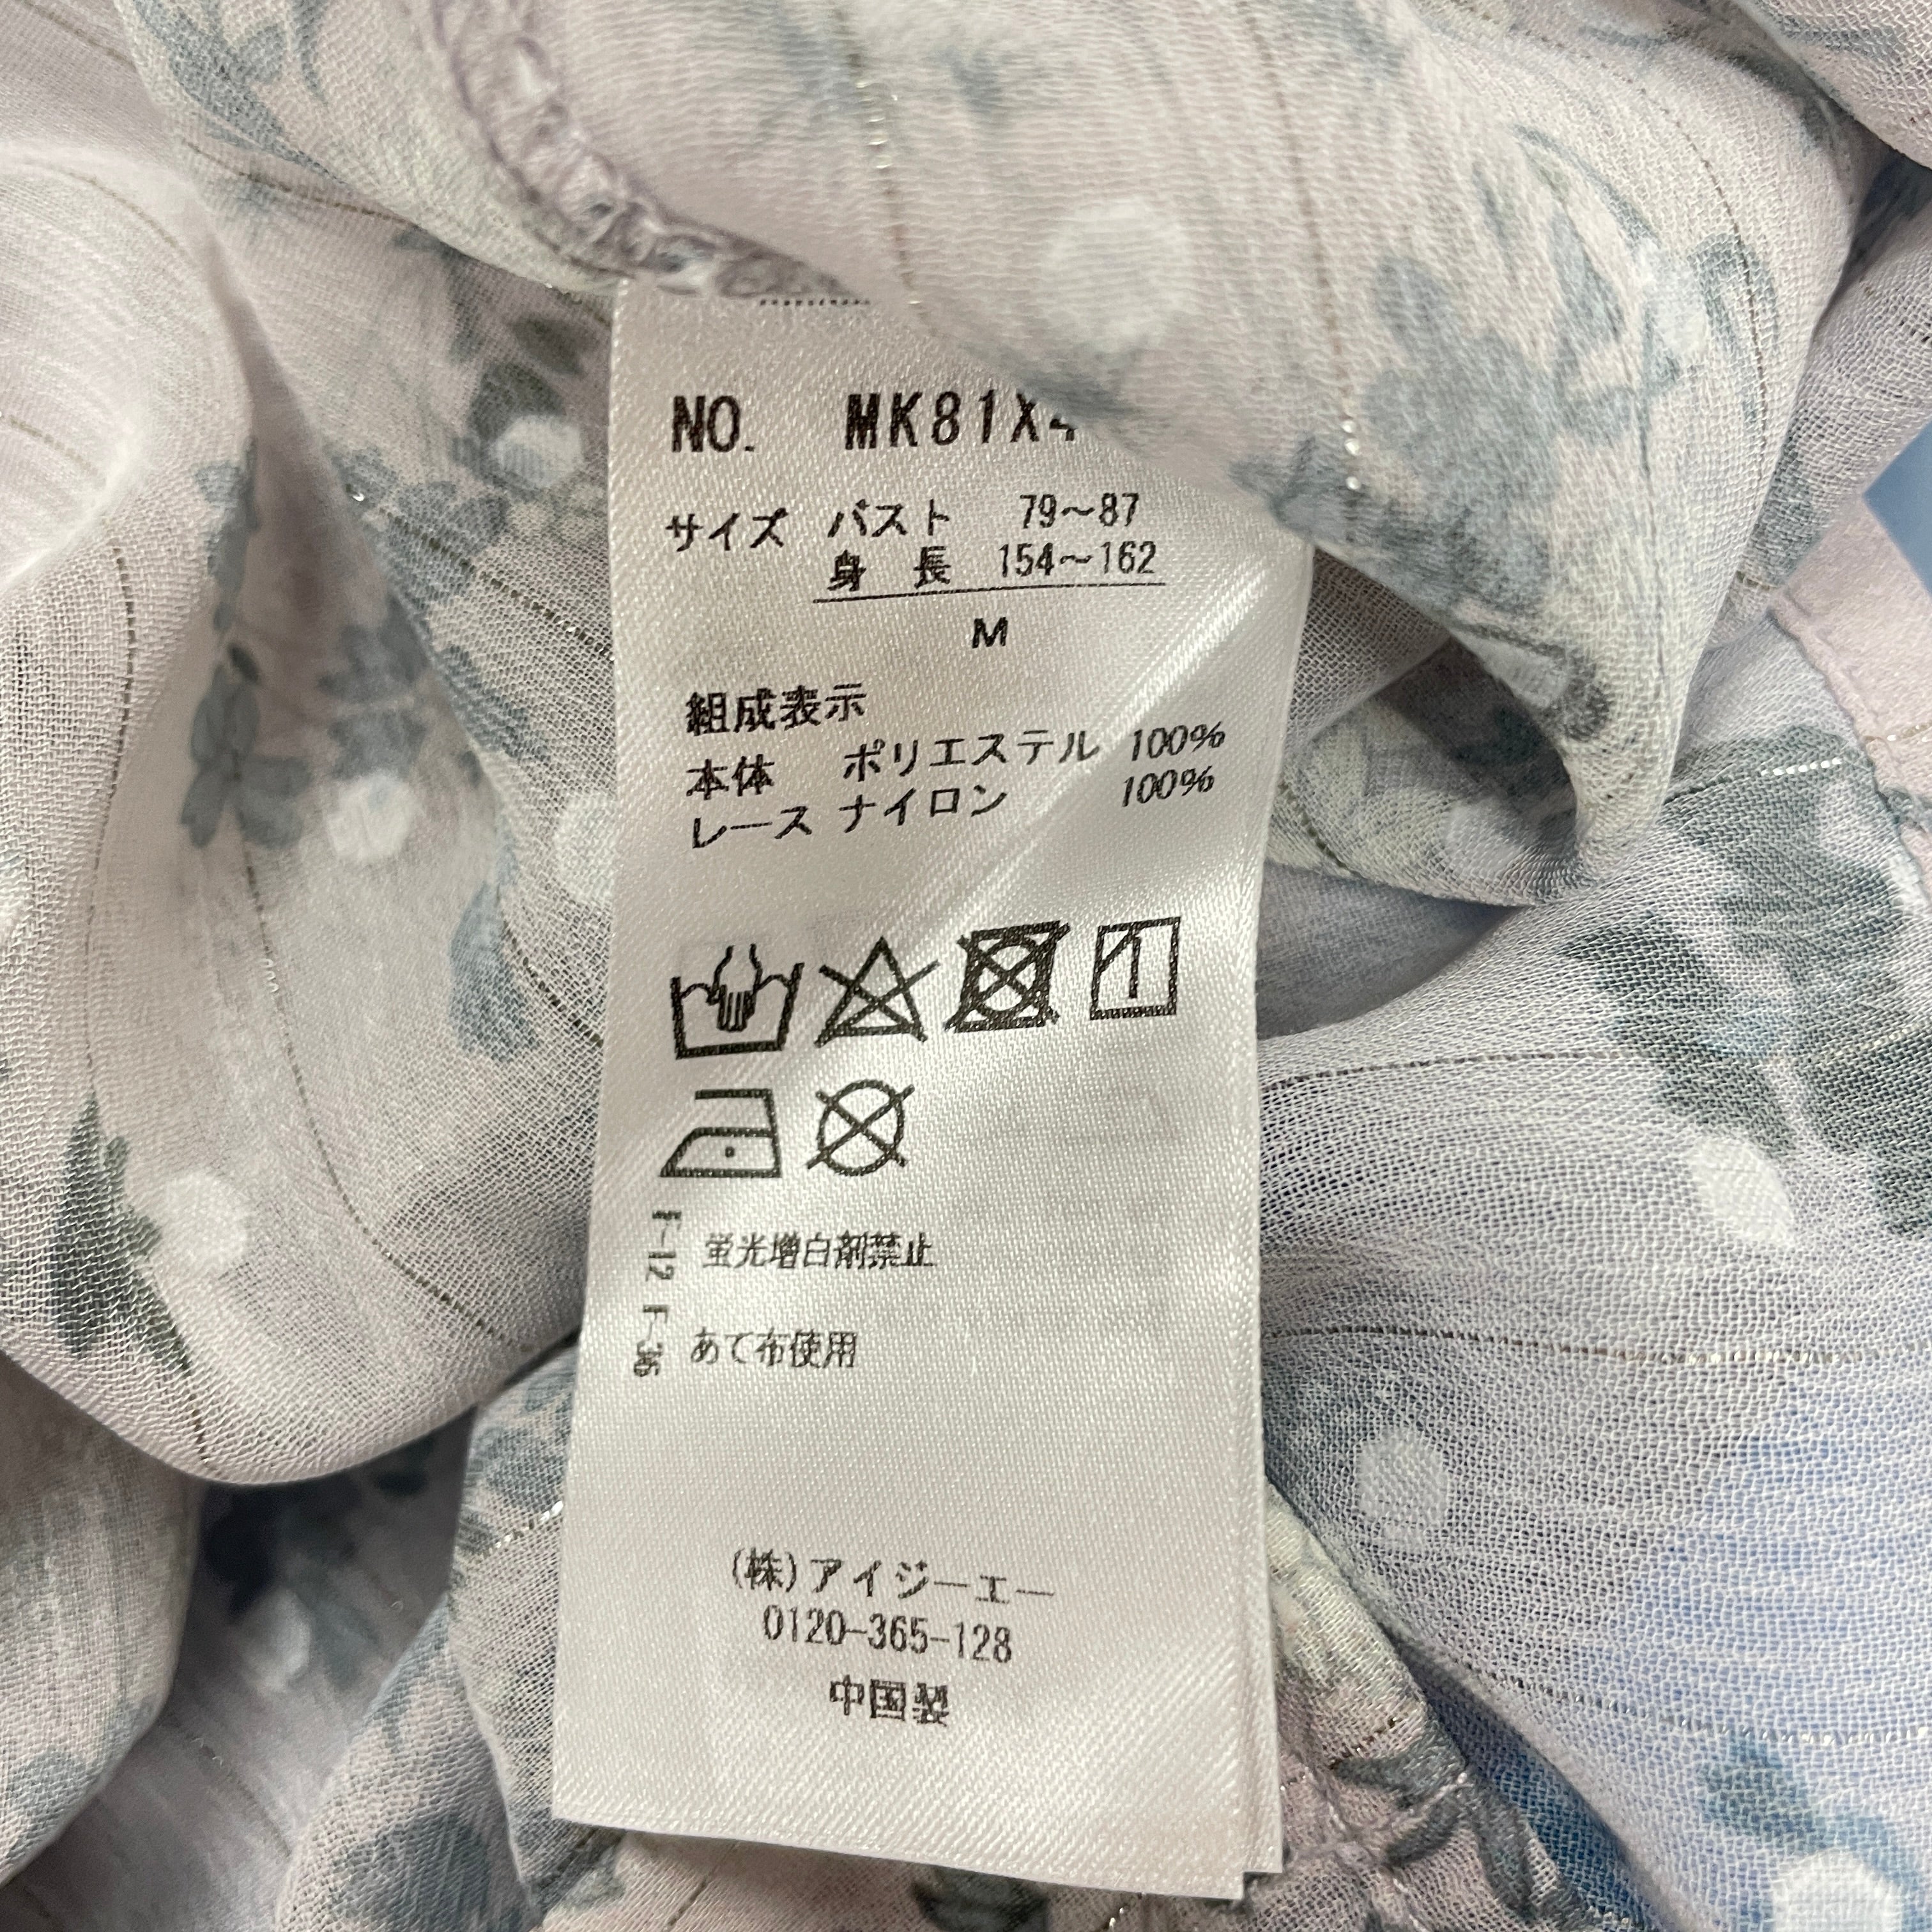 NO. MK81X4
サイズ バスト 79～87
身 長 154～162
M
組成表示
本体 ポリエステル 100%
レース ナイロン 100%
F-12 蛍光増白剤禁止
F-36 あて布使用
(株)アイジーエー
0120-365-128
中国製